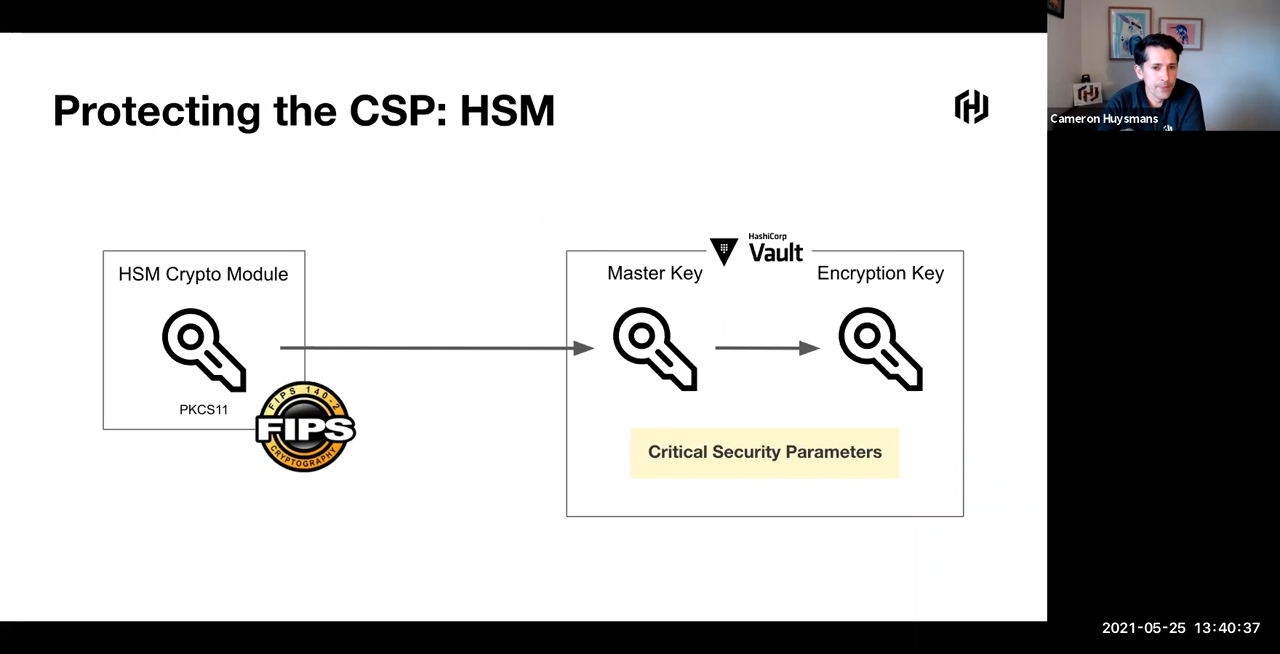 Protecting the CSP: HSM
Cameron Huysmans
HashiCorp
Vault
HSM Crypto Module
Master Key
Encryption Key
PKCS11
FIPS 140-2
FIPS
CRYPTOGRAPHY
Critical Security Parameters
2021-05-25 13:40:37